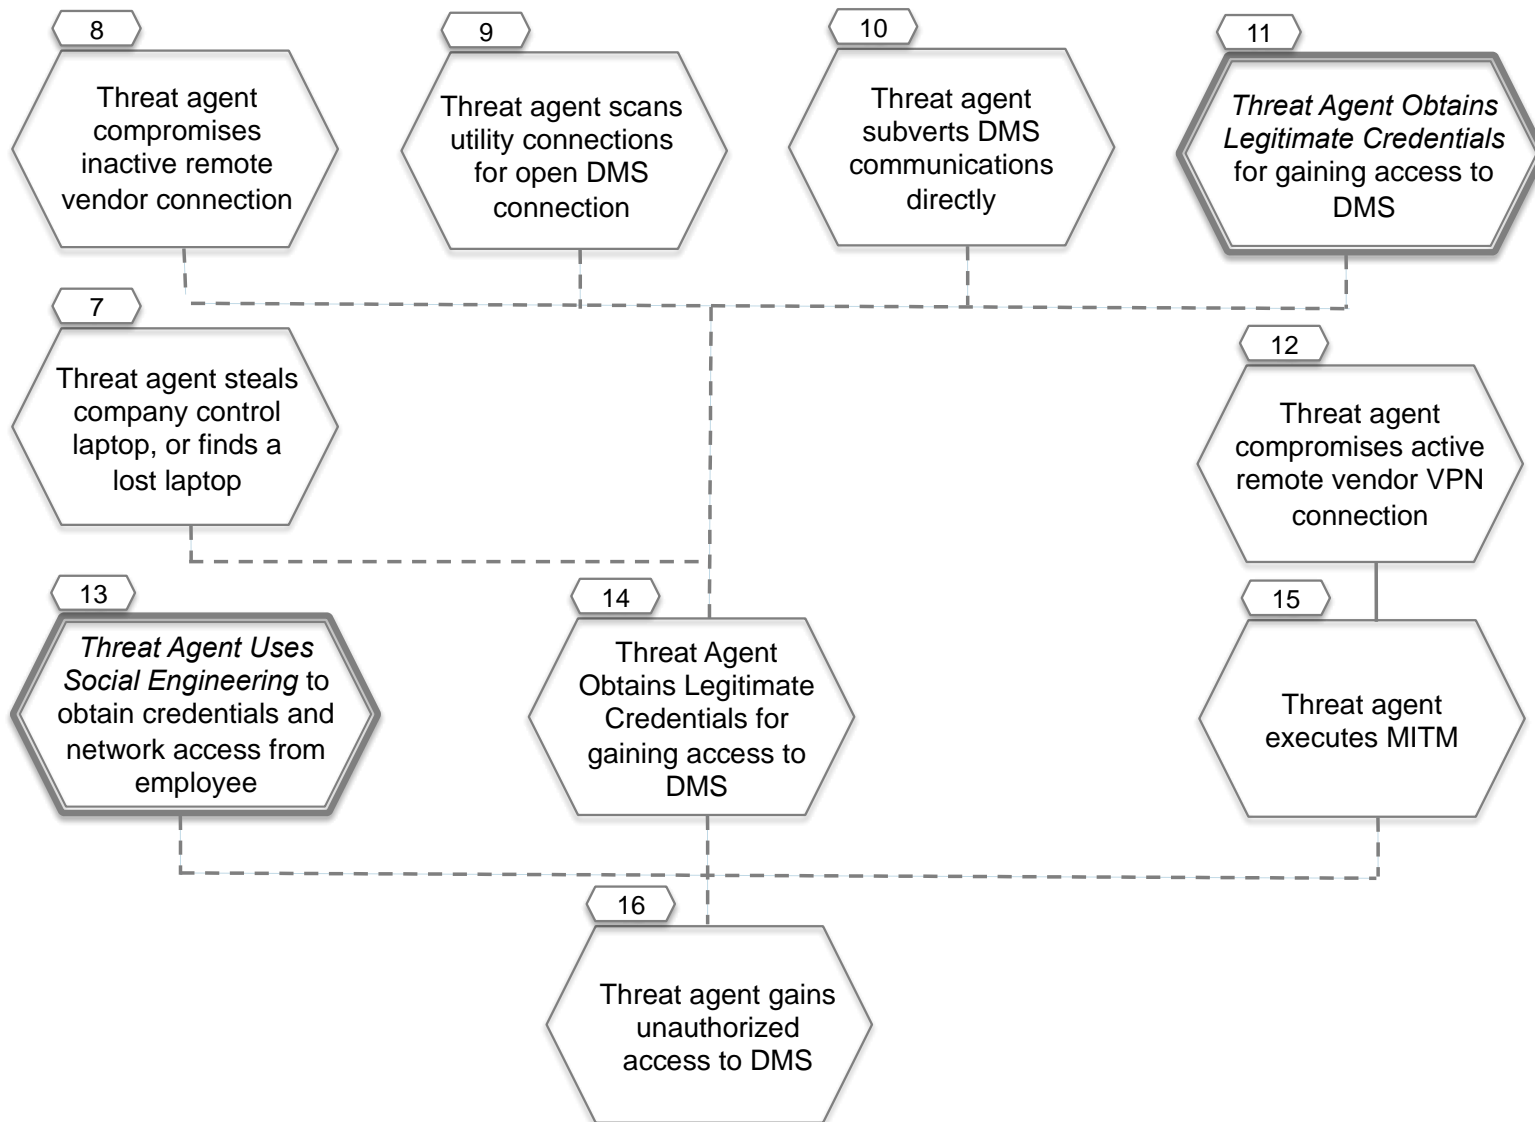 8
Threat agent
compromises
inactive remote
vendor connection
9
Threat agent scans
utility connections
for open DMS
connection
10
Threat agent
subverts DMS
communications
directly
11
Threat Agent Obtains
Legitimate Credentials
for gaining access to
DMS
7
Threat agent steals
company control
laptop, or finds a
lost laptop
12
Threat agent
compromises active
remote vendor VPN
connection
13
Threat Agent Uses
Social Engineering to
obtain credentials and
network access from
employee
14
Threat Agent
Obtains Legitimate
Credentials for
gaining access to
DMS
15
Threat agent
executes MITM
16
Threat agent gains
unauthorized
access to DMS